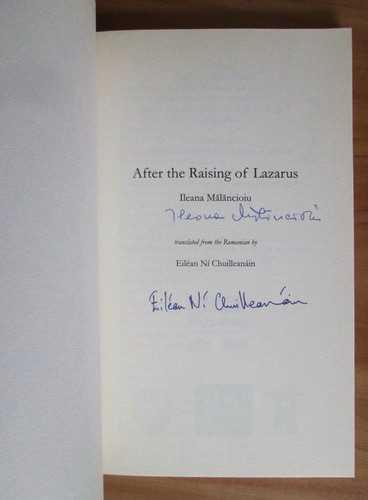 After the Raising of Lazarus
Ileana Mălăncioiu
Ileana Mălăncioiu
translated from the Romanian by
Eiléan Ní Chuilleanáin
Eiléan Ní Chuilleanáin